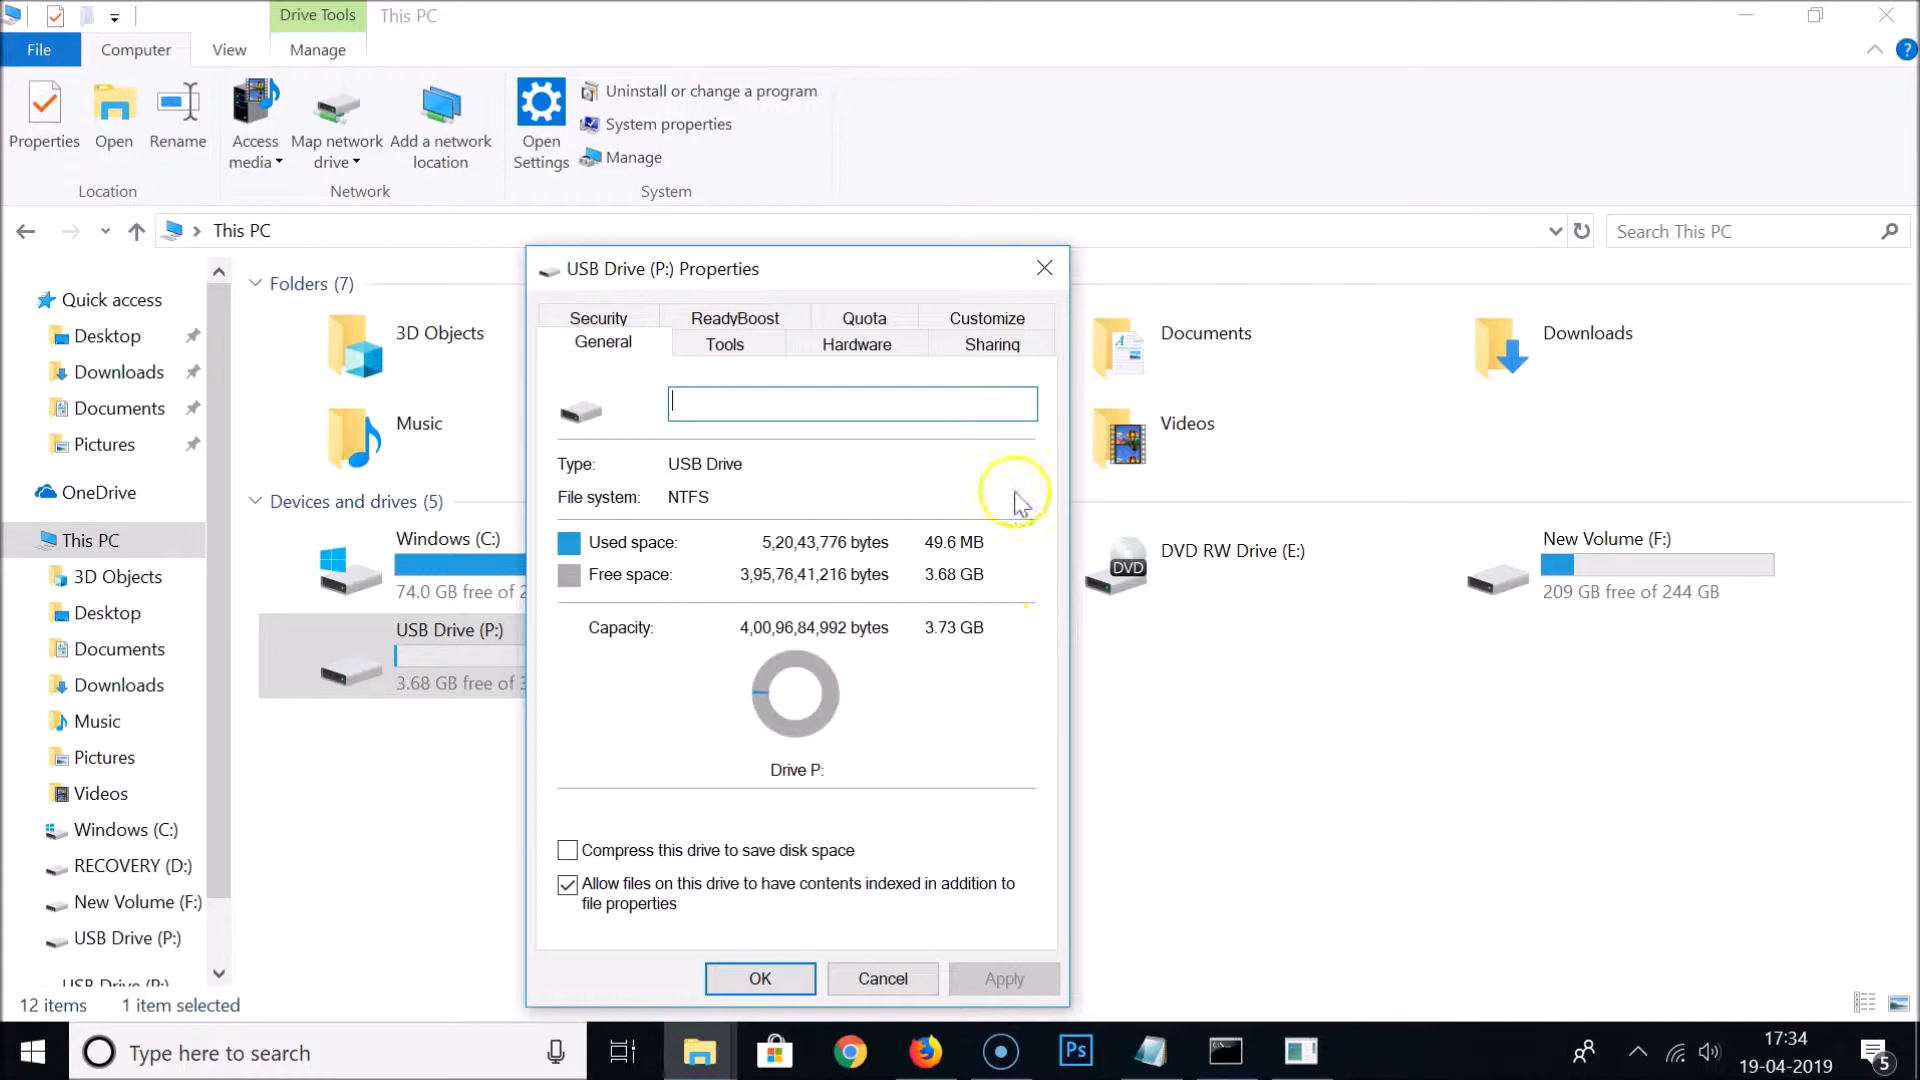 Drive Tools
This PC
File
Computer
View
Manage
?
Properties
Open
Rename
Access
media
Map network
drive
Add a network
location
Open
Settings
Uninstall or change a program
System properties
Manage
Location
Network
System
This PC
Search This PC
Quick access
Desktop
Downloads
Documents
Pictures
OneDrive
This PC
3D Objects
Desktop
Documents
Downloads
Music
Pictures
Videos
Windows (C:)
RECOVERY (D:)
New Volume (F:)
USB Drive (P:)
USB Drive (P:)
Folders (7)
3D Objects
Documents
Downloads
Music
Videos
Devices and drives (5)
Windows (C:)
74.0 GB free of 2
DVD
DVD RW Drive (E:)
New Volume (F:)
209 GB free of 244 GB
USB Drive (P:)
3.68 GB free of 3
USB Drive (P:) Properties
Security
ReadyBoost
Quota
Customize
General
Tools
Hardware
Sharing
Type: USB Drive
File system: NTFS
Used space: 5,20,43,776 bytes 49.6 MB
Free space: 3,95,76,41,216 bytes 3.68 GB
Capacity: 4,00,96,84,992 bytes 3.73 GB
Drive P:
Compress this drive to save disk space
Allow files on this drive to have contents indexed in addition to
file properties
OK
Cancel
Apply
12 items
1 item selected
Type here to search
Ps
17:34
19-04-2019
5